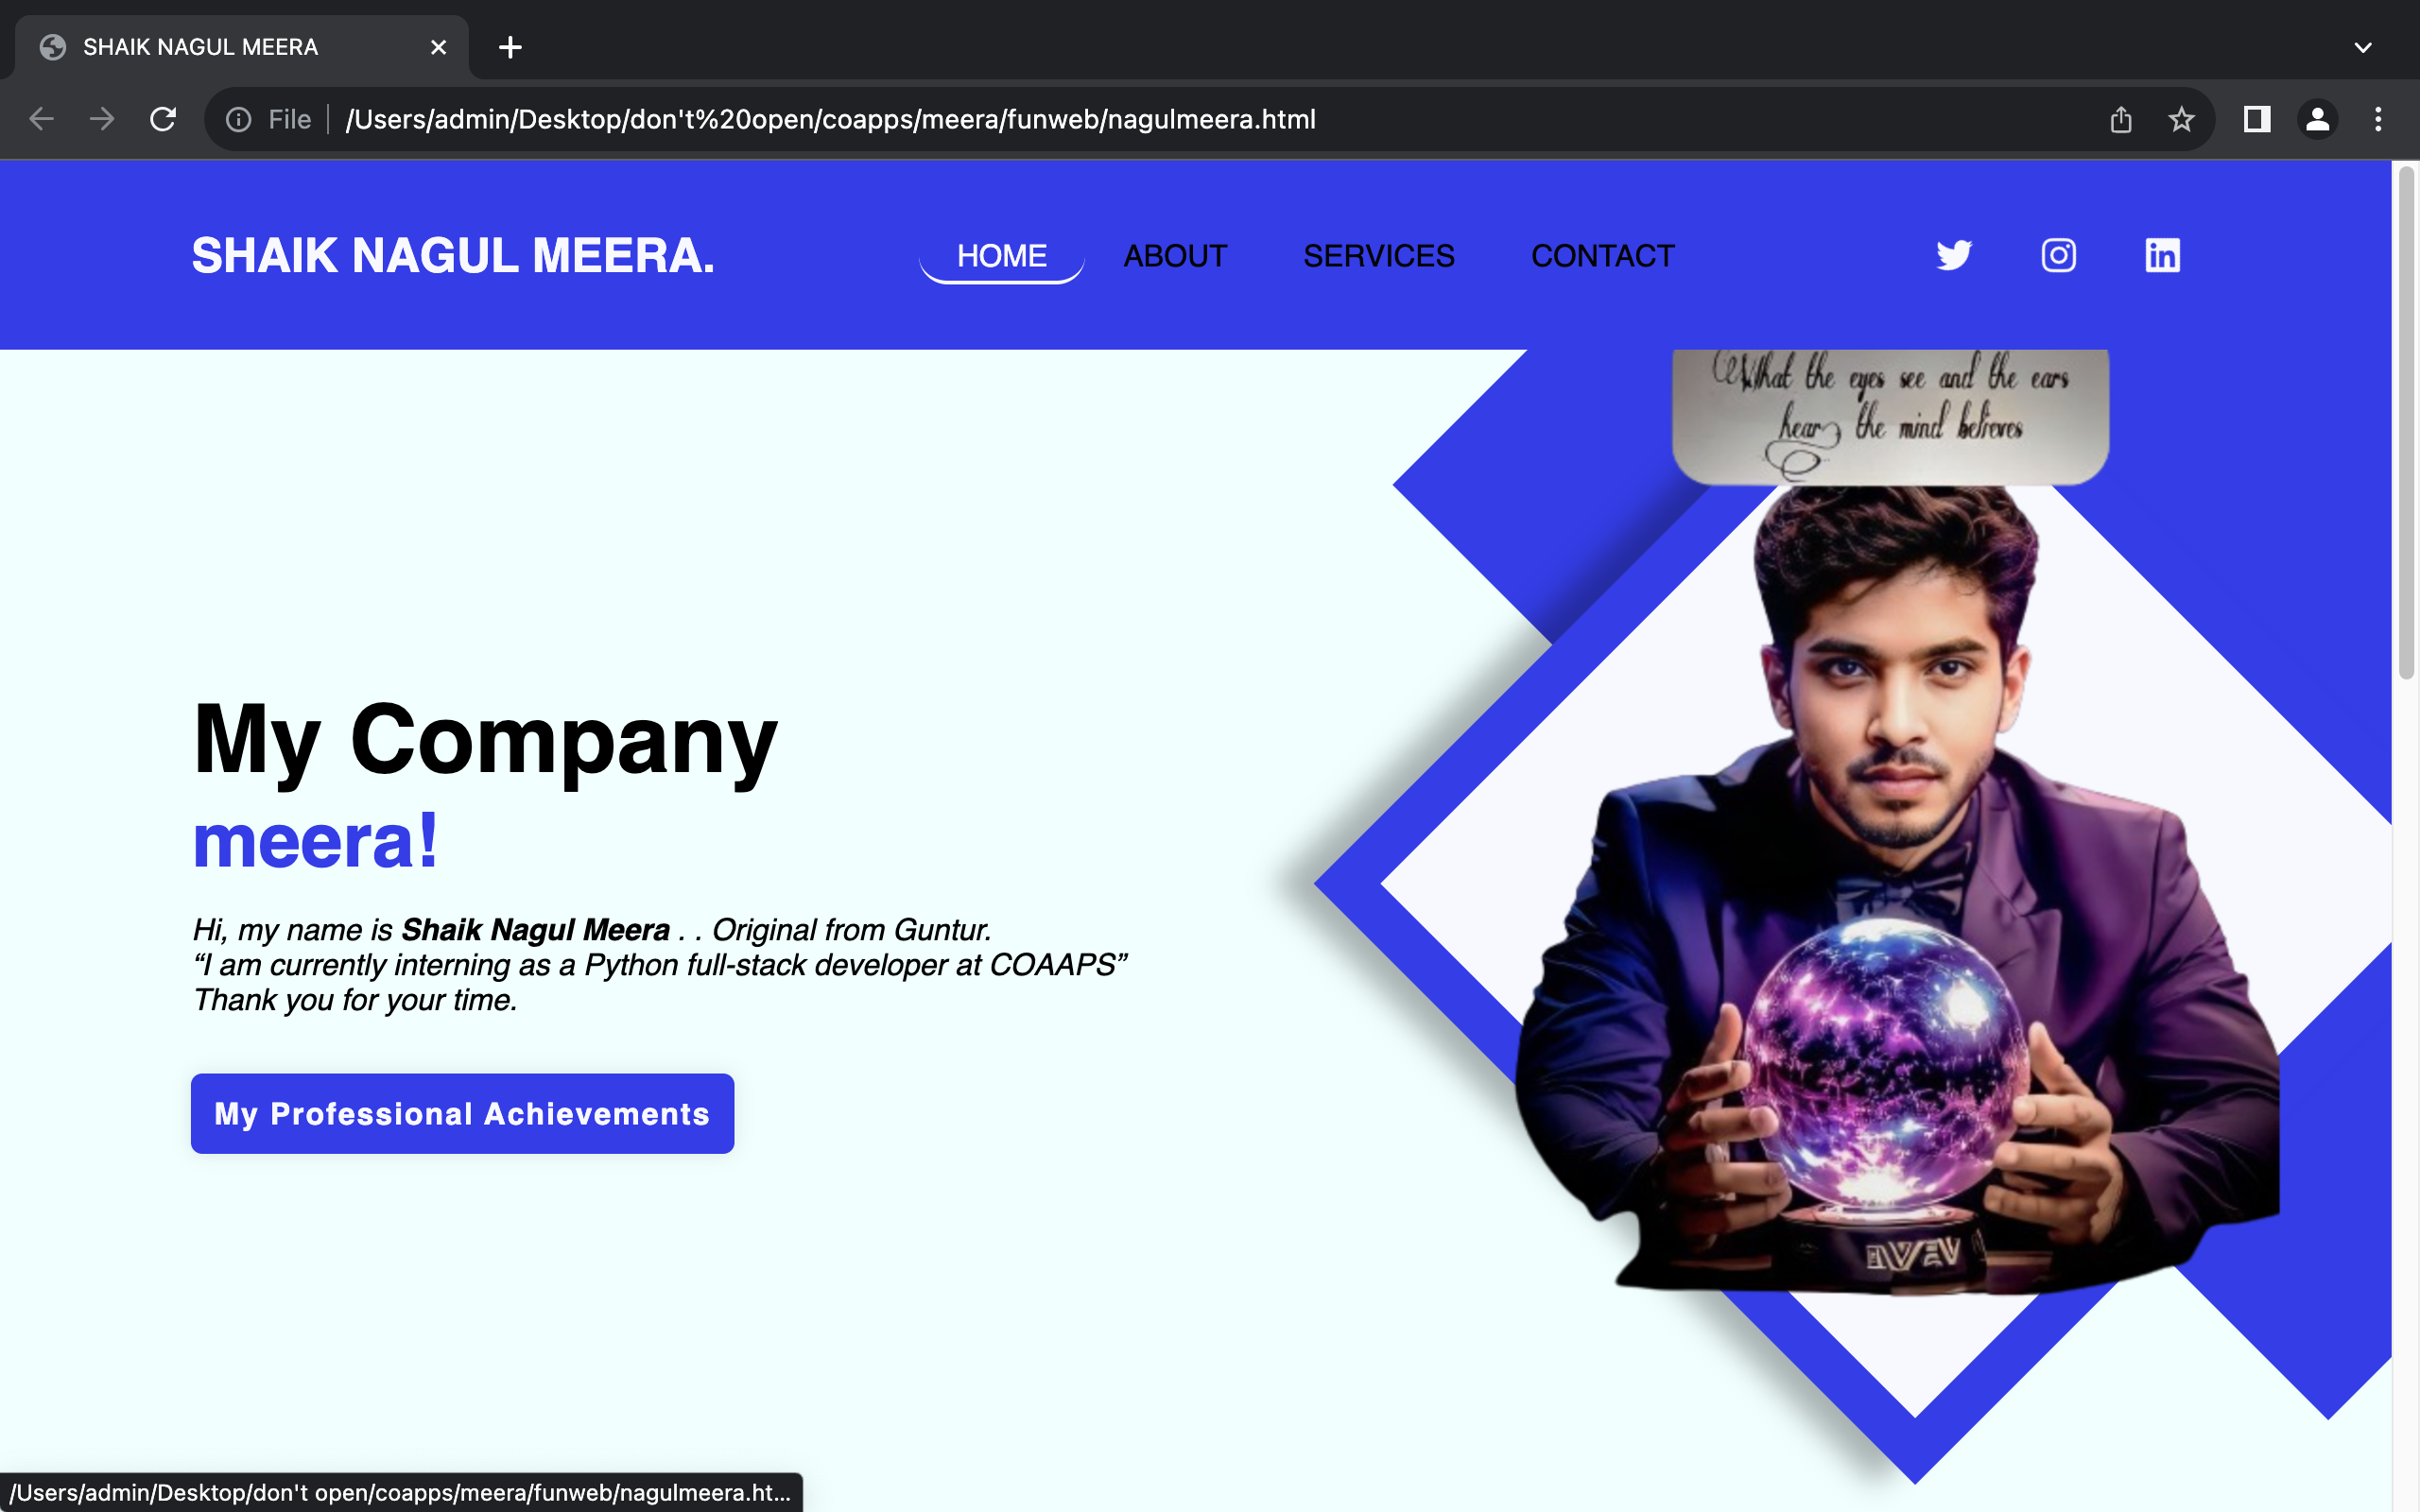 SHAIK NAGUL MEERA
File
/Users/admin/Desktop/don't%20open/coapps/meera/funweb/nagulmeera.html
SHAIK NAGUL MEERA.
HOME
ABOUT
SERVICES
CONTACT
in
What the eyes see and the ears
hear the mind believes
My Company
meera!
Hi, my name is Shaik Nagul Meera . . Original from Guntur.
“I am currently interning as a Python full-stack developer at COAAPS”
Thank you for your time.
My Professional Achievements
/Users/admin/Desktop/don't open/coapps/meera/funweb/nagulmeera.ht...